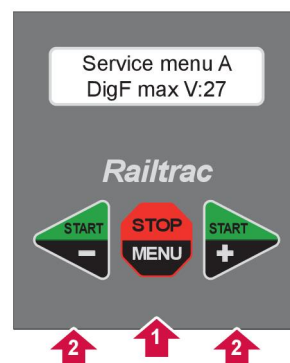 Service menu A
DigF max V:27
Railtrac
START
-
STOP
MENU
START
+
2
1
2